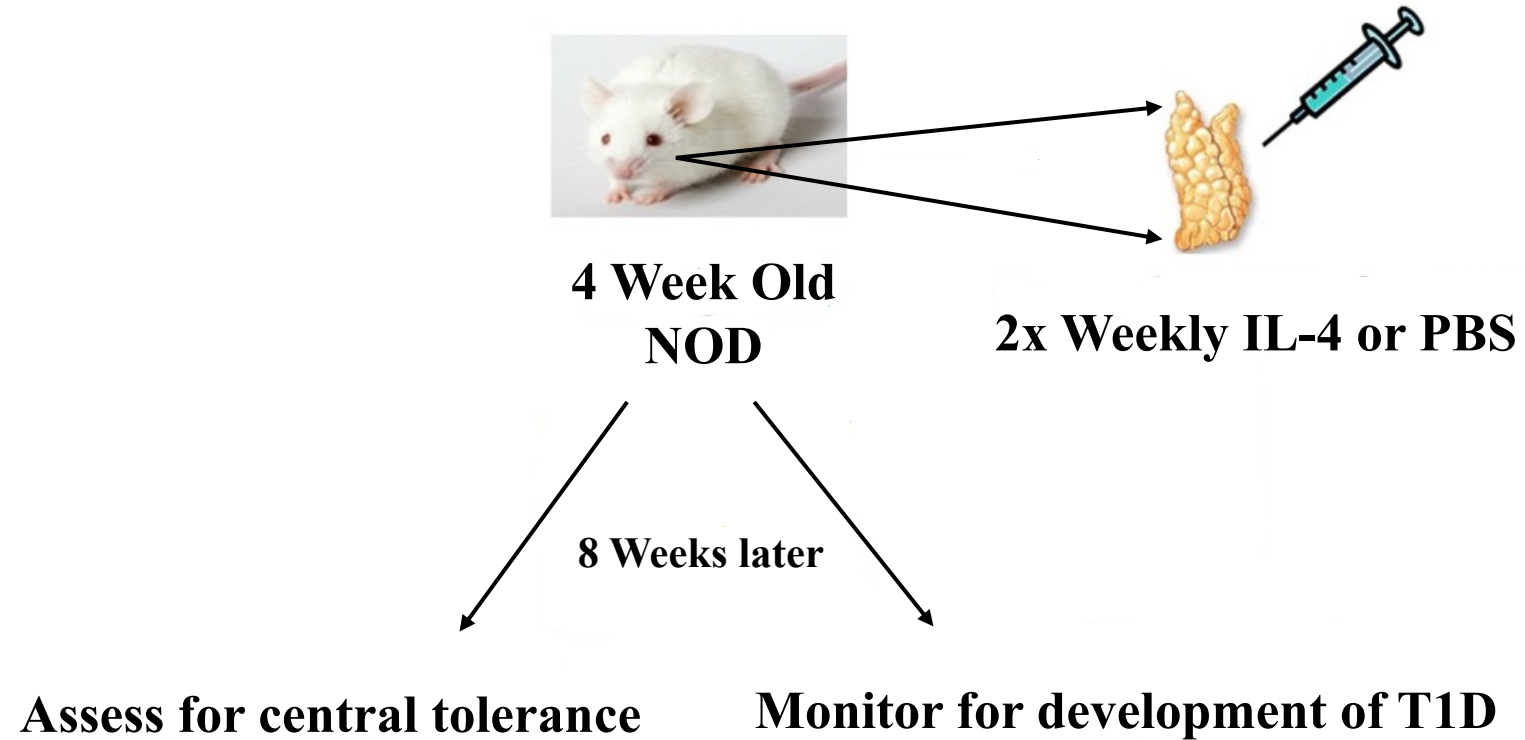 4 Week Old
NOD
2x Weekly IL-4 or PBS
8 Weeks later
Assess for central tolerance
Monitor for development of T1D